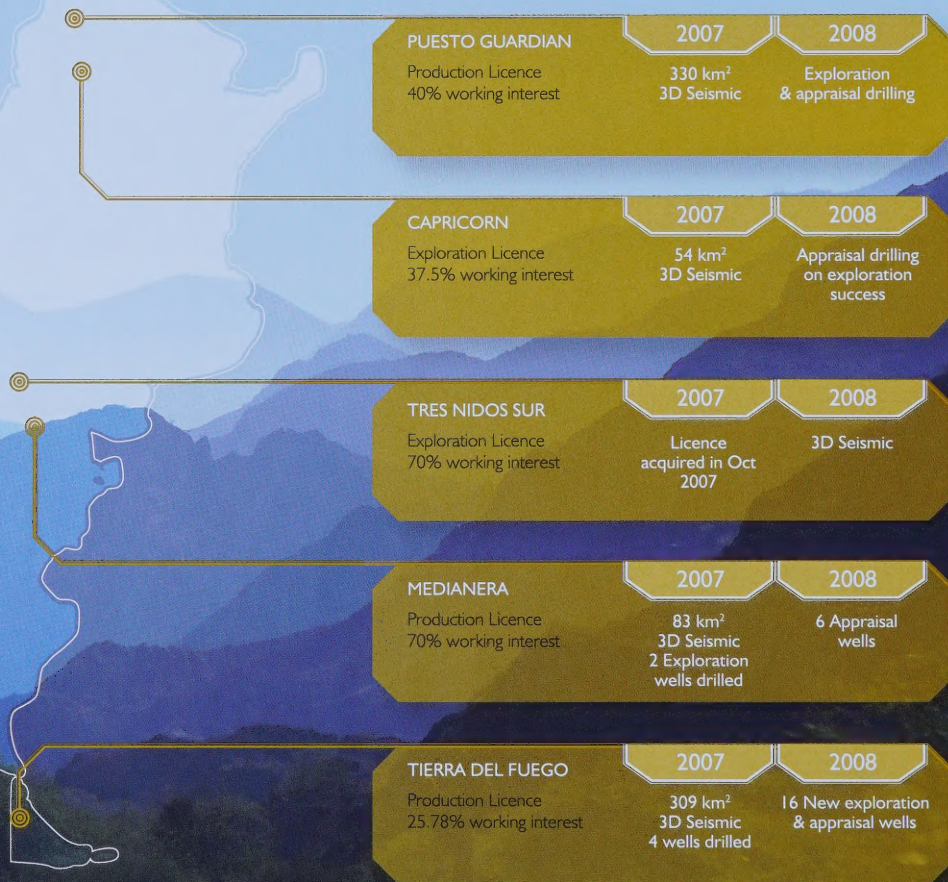 PUESTO GUARDIAN
Production Licence
40% working interest
2007
330 km²
3D Seismic
2008
Exploration
& appraisal drilling
CAPRICORN
Exploration Licence
37.5% working interest
2007
54 km²
3D Seismic
2008
Appraisal drilling
on exploration
success
TRES NIDOS SUR
Exploration Licence
70% working interest
2007
Licence
acquired in Oct
2007
2008
3D Seismic
MEDIANERA
Production Licence
70% working interest
2007
83 km²
3D Seismic
2 Exploration
wells drilled
2008
6 Appraisal
wells
TIERRA DEL FUEGO
Production Licence
25.78% working interest
2007
309 km²
3D Seismic
4 wells drilled
2008
16 New exploration
& appraisal wells